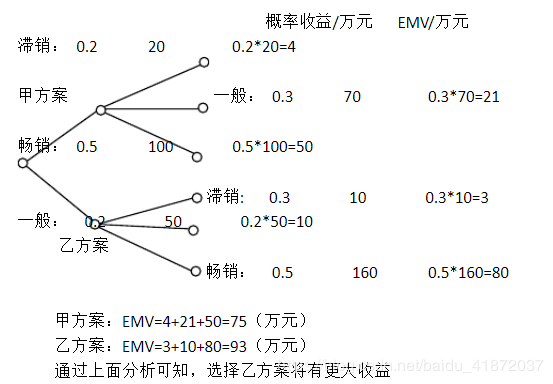 概率收益/万元 EMV/万元
滞销： 0.2 20 0.2*20=4
甲方案 一般： 0.3 70 0.3*70=21
畅销： 0.5 100 0.5*100=50
滞销: 0.3 10 0.3*10=3
一般： 0.2 50 0.2*50=10
乙方案
畅销： 0.5 160 0.5*160=80
甲方案：EMV=4+21+50=75（万元）
乙方案：EMV=3+10+80=93（万元）
通过上面分析可知，选择乙方案将有更大收益
baidu_41872037